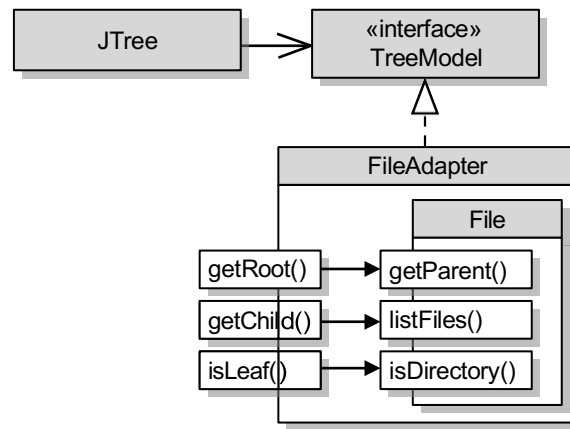 JTree
«interface»
TreeModel
FileAdapter
File
getRoot()
getParent()
getChild()
listFiles()
isLeaf()
isDirectory()